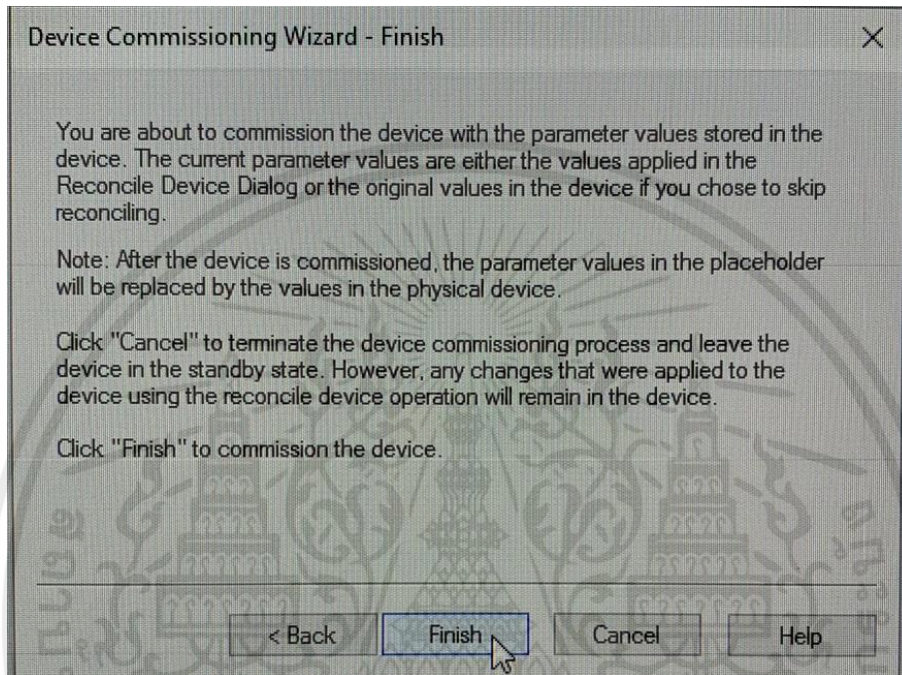 Device Commissioning Wizard - Finish
You are about to commission the device with the parameter values stored in the
device. The current parameter values are either the values applied in the
Reconcile Device Dialog or the original values in the device if you chose to skip
reconciling.
Note: After the device is commissioned, the parameter values in the placeholder
will be replaced by the values in the physical device.
Click "Cancel" to terminate the device commissioning process and leave the
device in the standby state. However, any changes that were applied to the
device using the reconcile device operation will remain in the device.
Click "Finish" to commission the device.
< Back
Finish
Cancel
Help